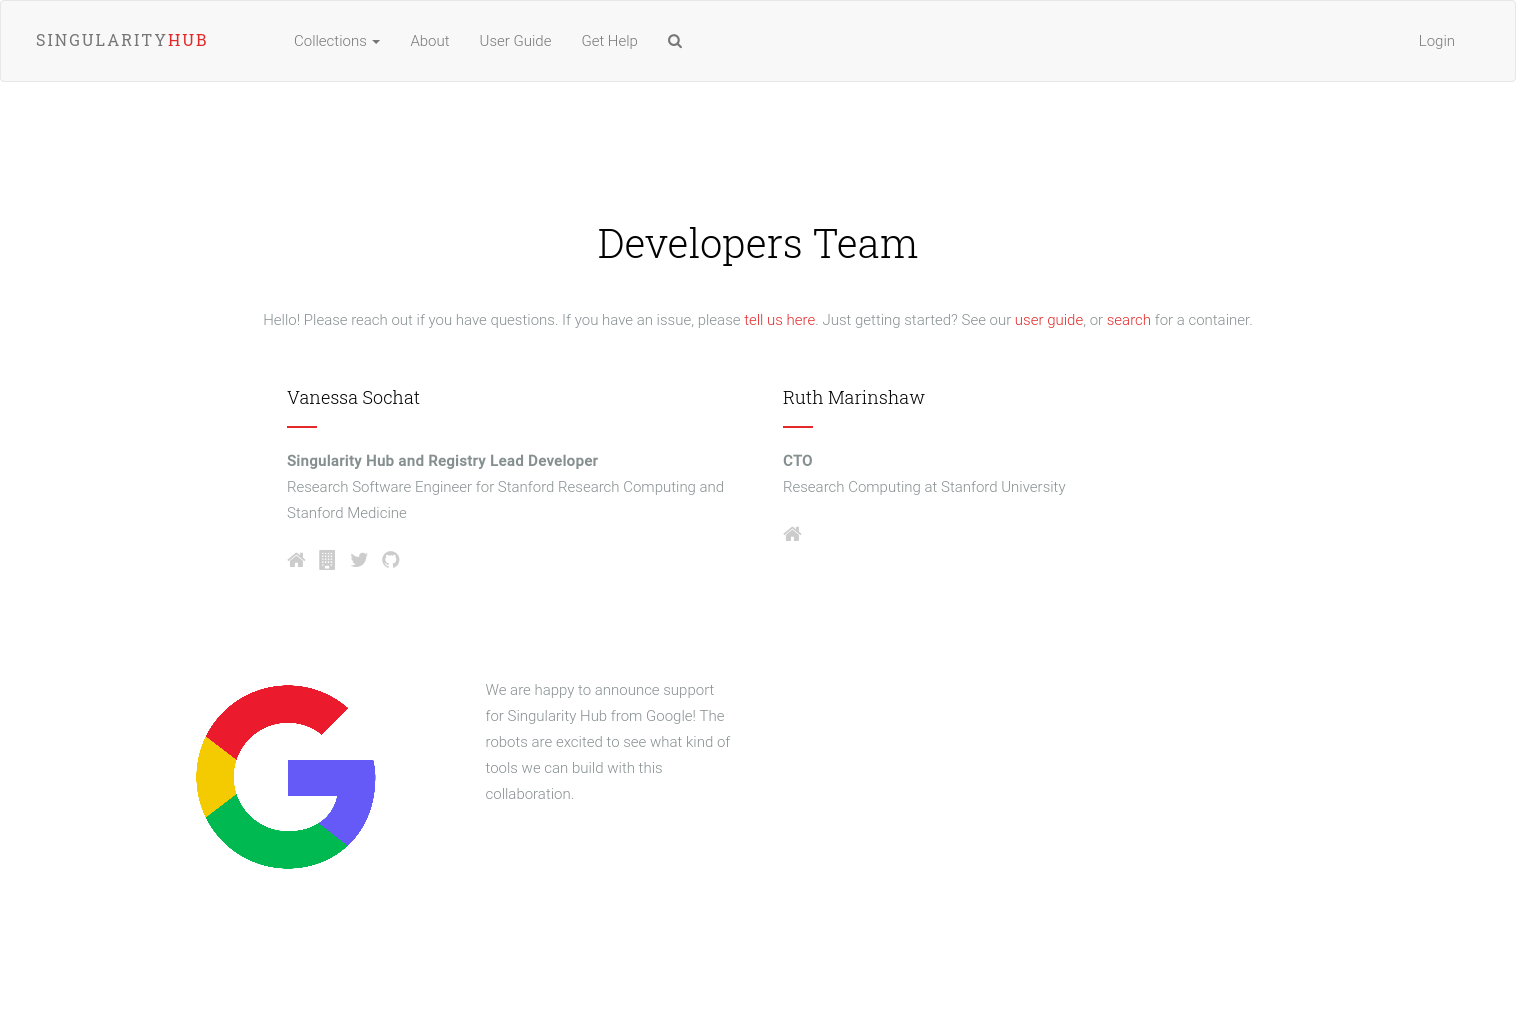 SINGULARITYHUB
Collections
About
User Guide
Get Help
Login
Developers Team
Hello! Please reach out if you have questions. If you have an issue, please tell us here. Just getting started? See our user guide, or search for a container.
Vanessa Sochat
Singularity Hub and Registry Lead Developer
Research Software Engineer for Stanford Research Computing and
Stanford Medicine
Ruth Marinshaw
CTO
Research Computing at Stanford University
We are happy to announce support
for Singularity Hub from Google! The
robots are excited to see what kind of
tools we can build with this
collaboration.